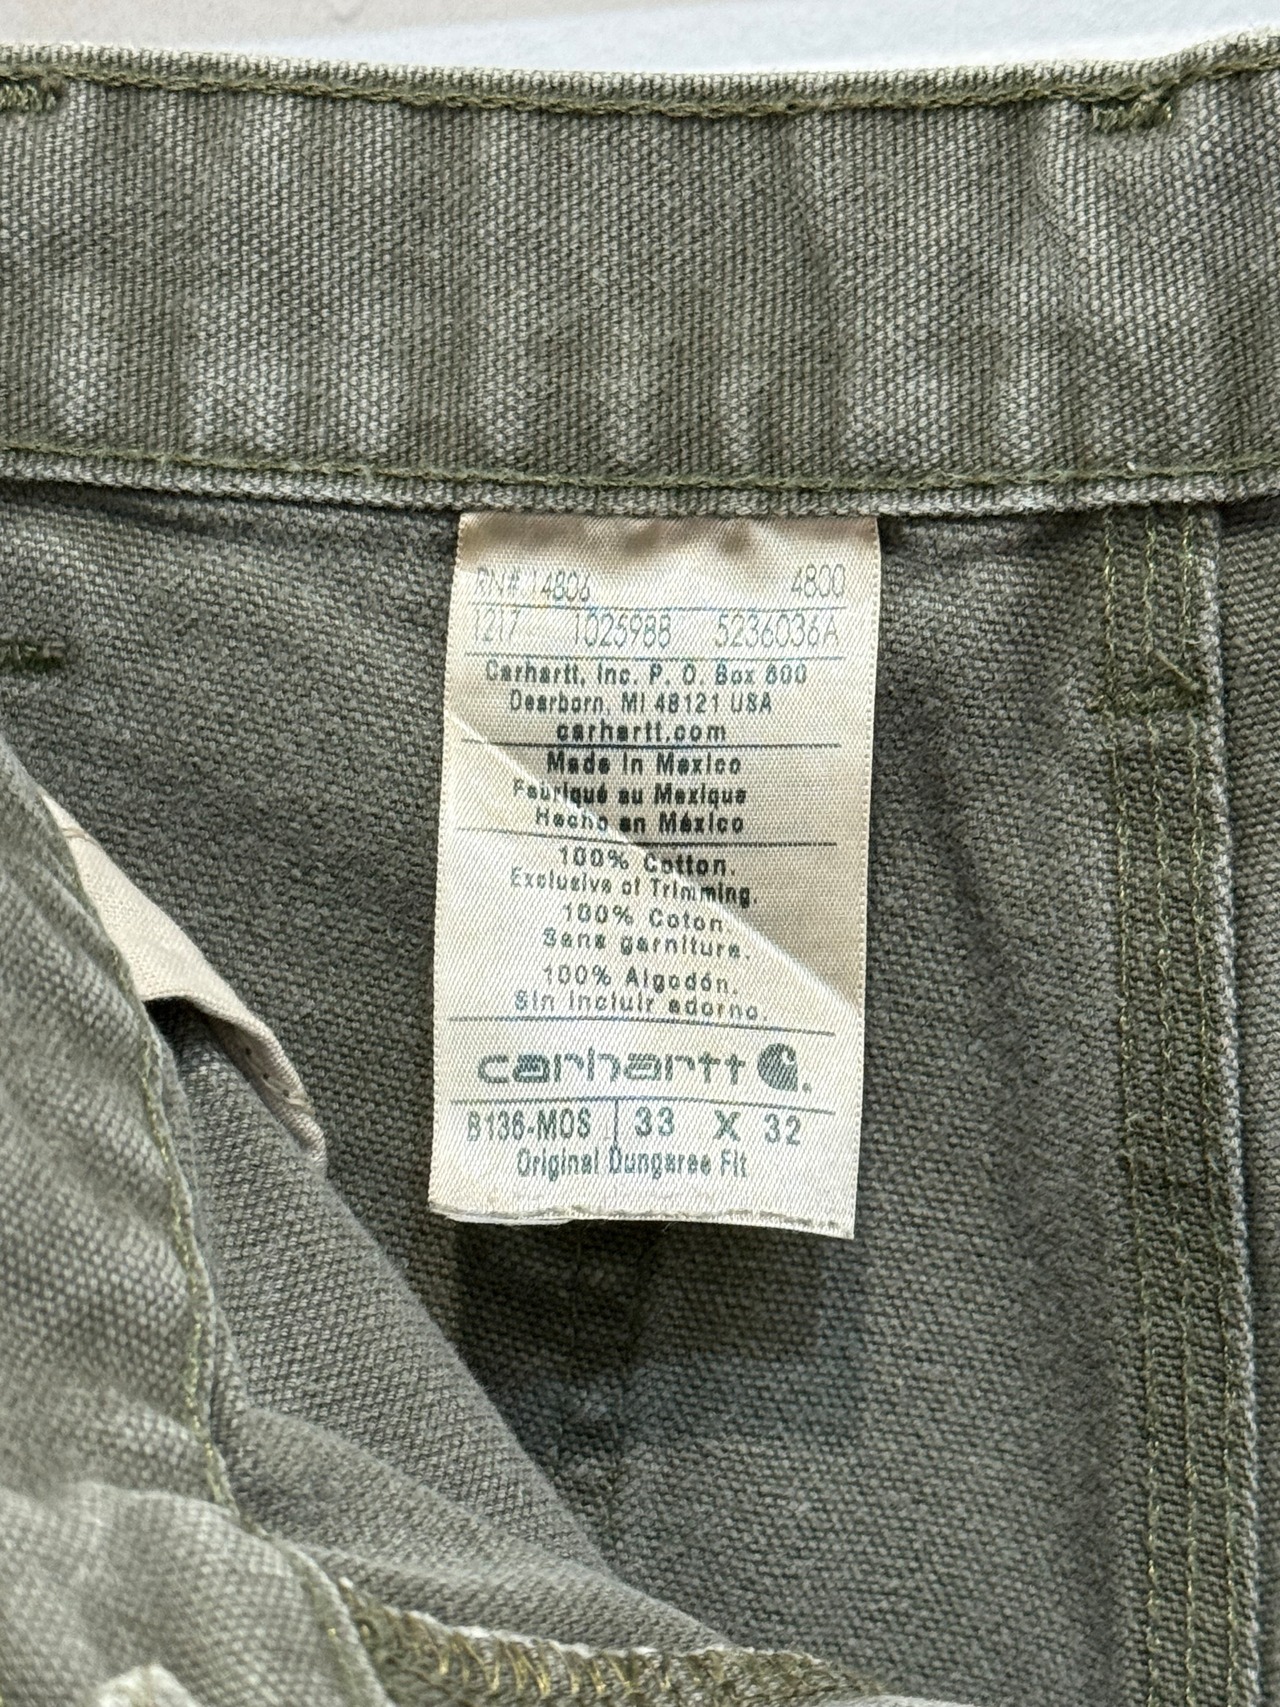 RN# 14806 4800
1217 1025988 5236036A
Carhartt, Inc. P. O. Box 600
Dearborn, MI 48121 USA
carhartt.com
Made in Mexico
Fabriqué au Mexique
Hecho en México
100% Cotton.
Exclusive of Trimming.
100% Coton.
Sans garniture.
100% Algodón.
Sin incluir adorno.
carhartt
B136-MOS 33 X 32
Original Dungaree Fit